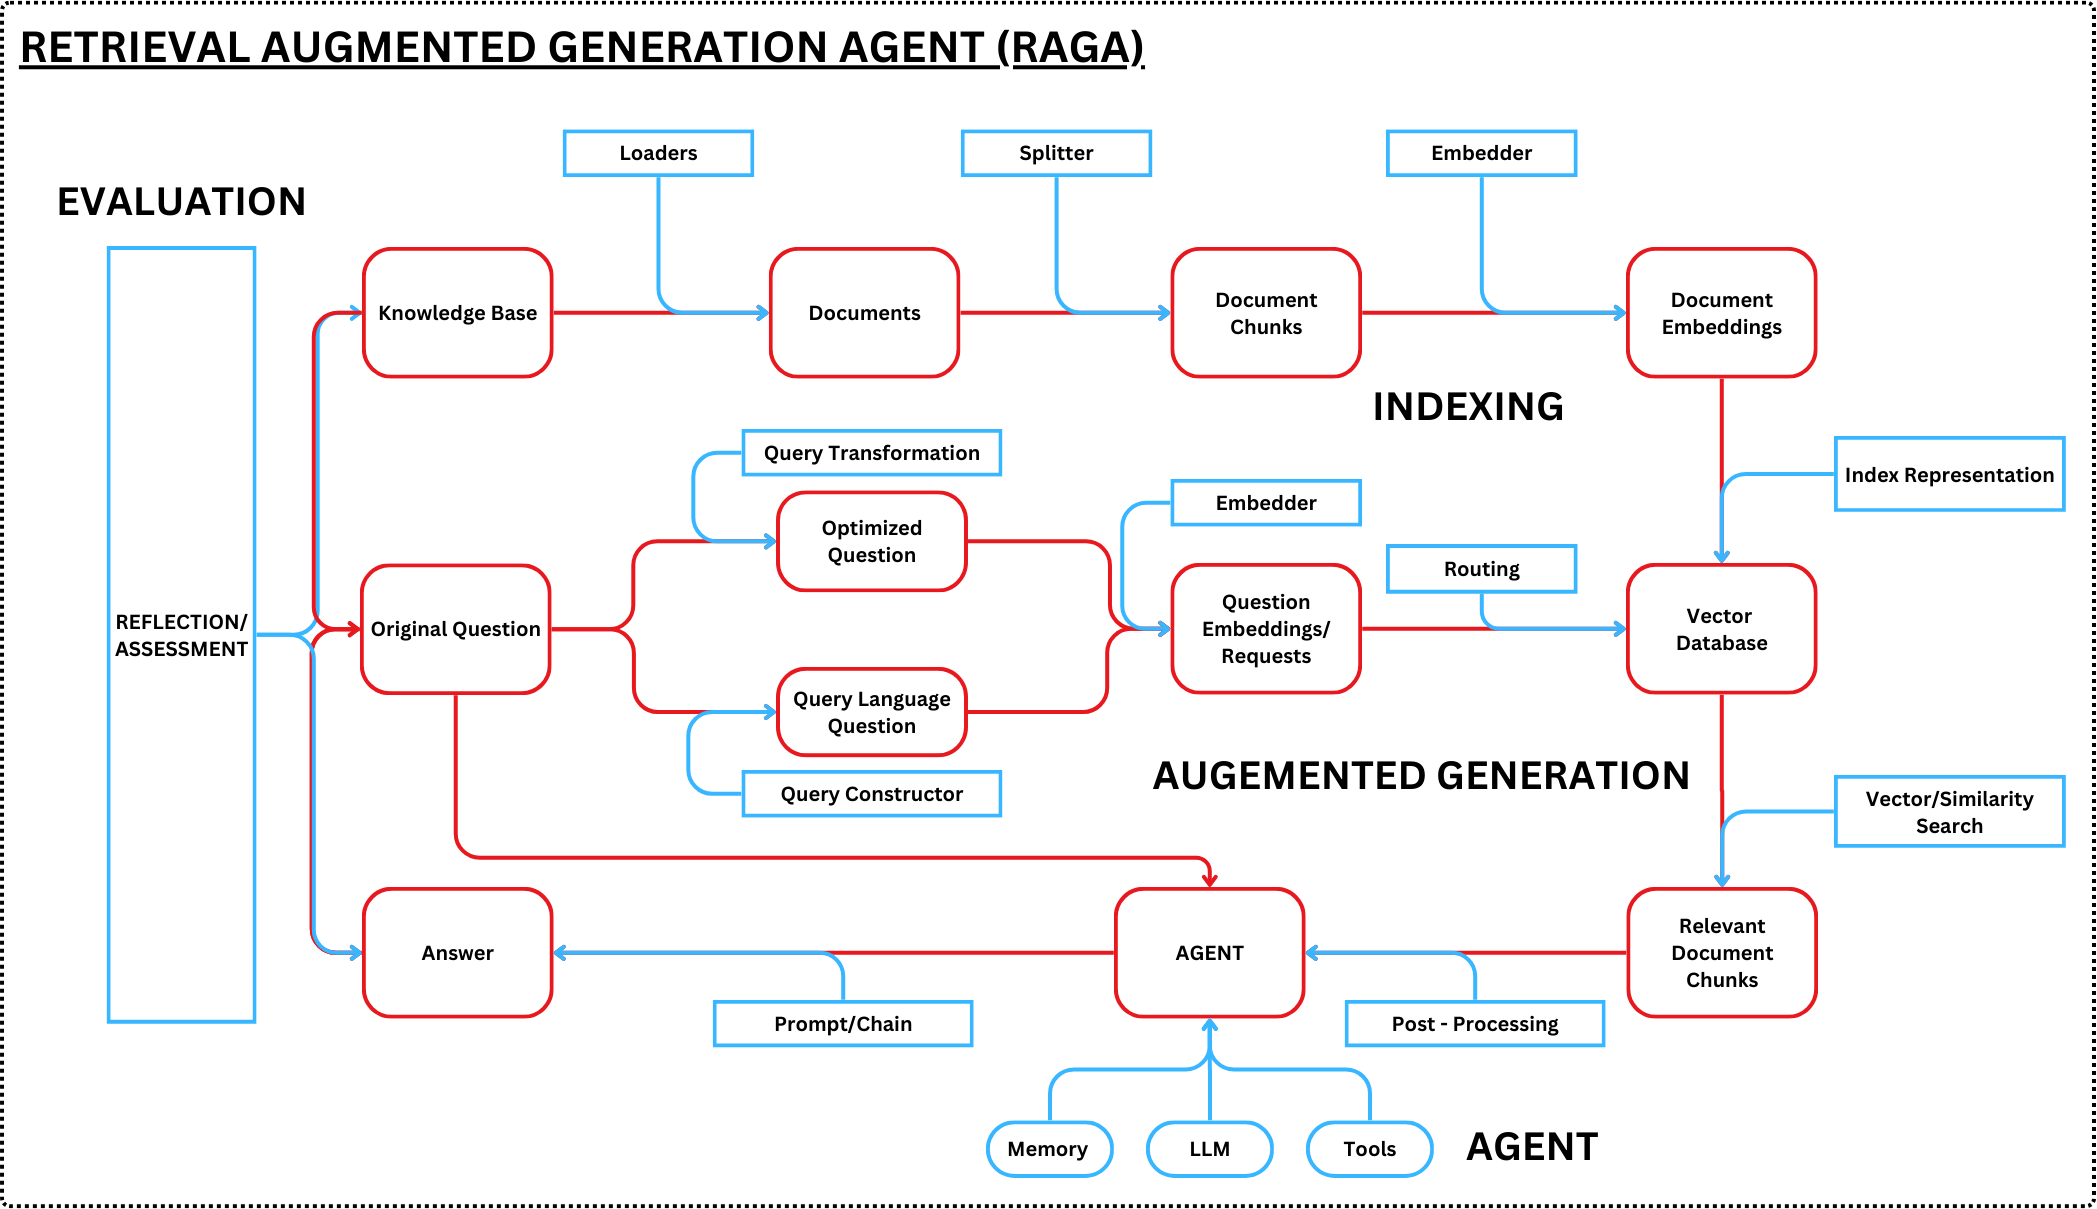 RETRIEVAL AUGMENTED GENERATION AGENT (RAGA)
Loaders
Splitter
Embedder
EVALUATION
Knowledge Base
Documents
Document
Chunks
Document
Embeddings
INDEXING
Query Transformation
Index Representation
Optimized
Question
Embedder
Routing
REFLECTION/
ASSESSMENT
Original Question
Question
Embeddings/
Requests
Vector
Database
Query Language
Question
Query Constructor
AUGEMENTED GENERATION
Vector/Similarity
Search
Answer
AGENT
Relevant
Document
Chunks
Prompt/Chain
Post - Processing
Memory
LLM
Tools
AGENT